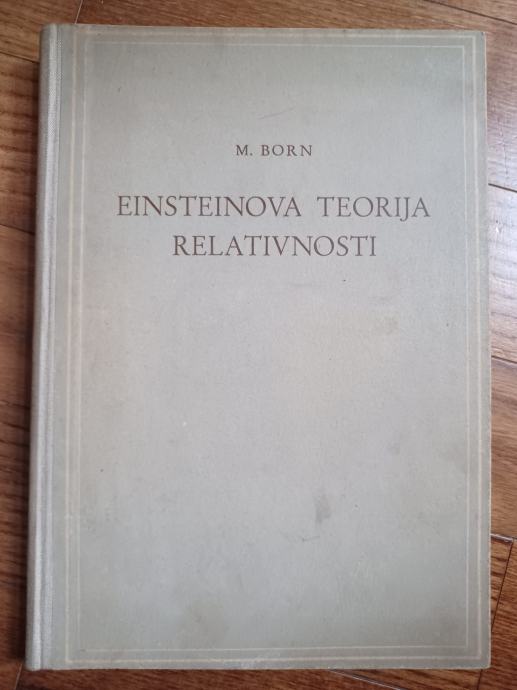 M. BORN
EINSTEINOVA TEORIJA
RELATIVNOSTI